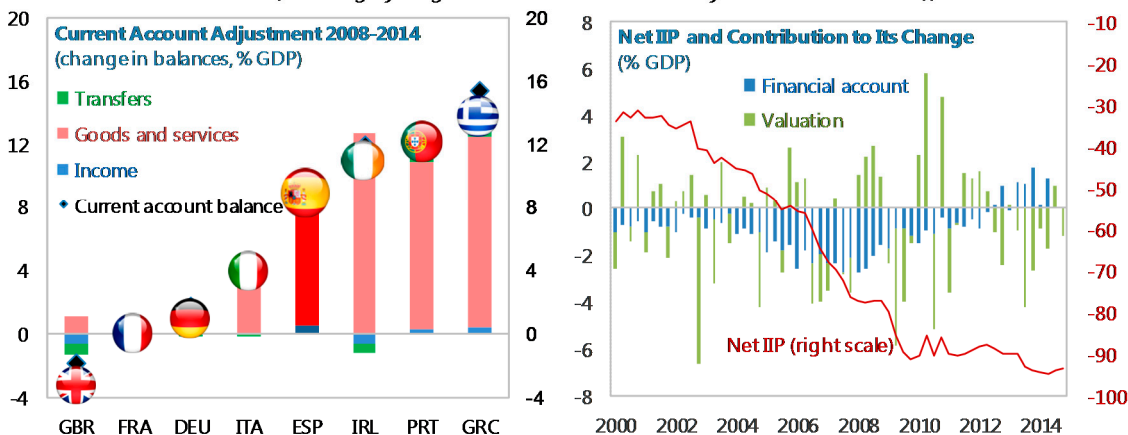 Current Account Adjustment 2008-2014
(change in balances, % GDP)
Transfers
Goods and services
Income
Current account balance
20
16
12
8
4
0
-4
20
16
12
8
4
0
-4
GBR FRA DEU ITA ESP IRL PRT GRC
Net IIP and Contribution to Its Change
(% GDP)
Financial account
Valuation
Net IIP (right scale)
8
6
4
2
0
-2
-4
-6
-8
-10
-20
-30
-40
-50
-60
-70
-80
-90
-100
2000 2002 2004 2006 2008 2010 2012 2014